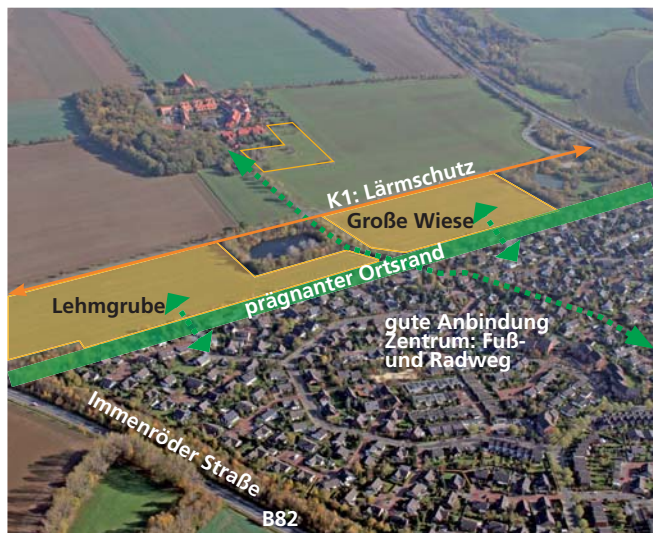 K1: Lärmschutz
Große Wiese
Lehmgrube
prägnanter Ortsrand
gute Anbindung
Zentrum: Fuß-
und Radweg
Immenröder Straße
B82